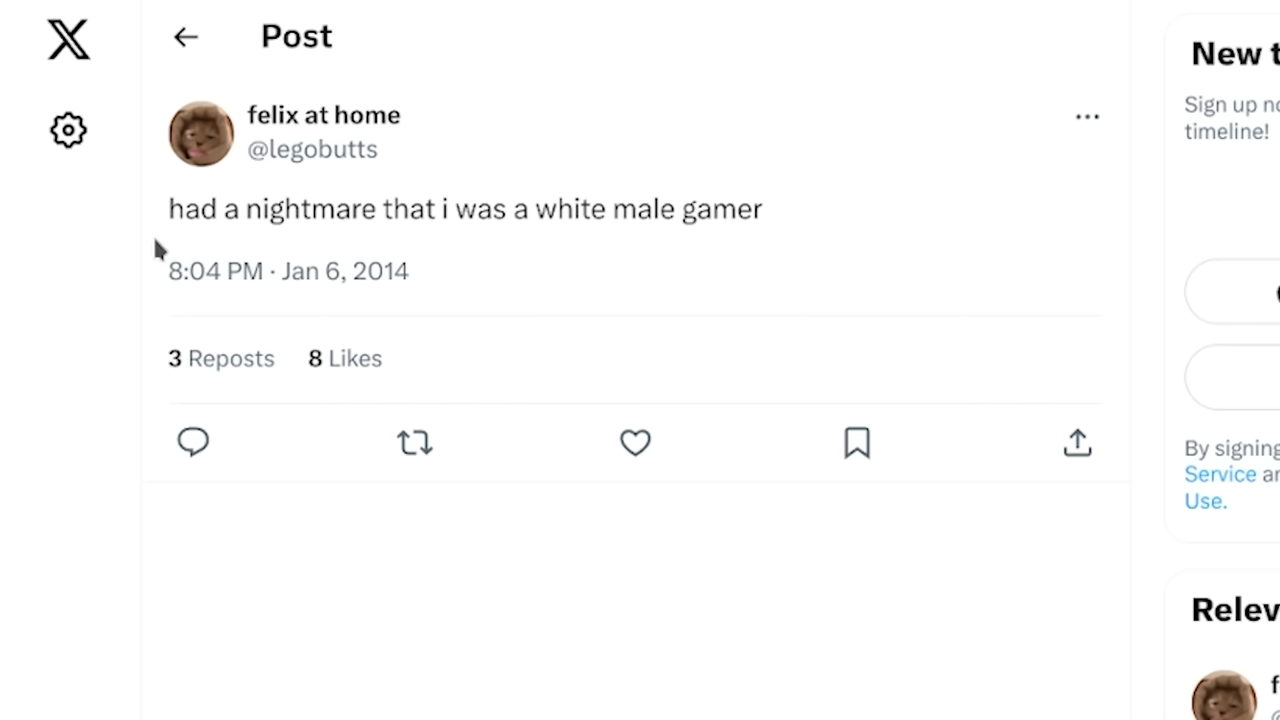 Post
felix at home
@legobutts
had a nightmare that i was a white male gamer
8:04 PM · Jan 6, 2014
3 Reposts 8 Likes
New t
Sign up no
timeline!
By signing
Service an
Use.
Relev